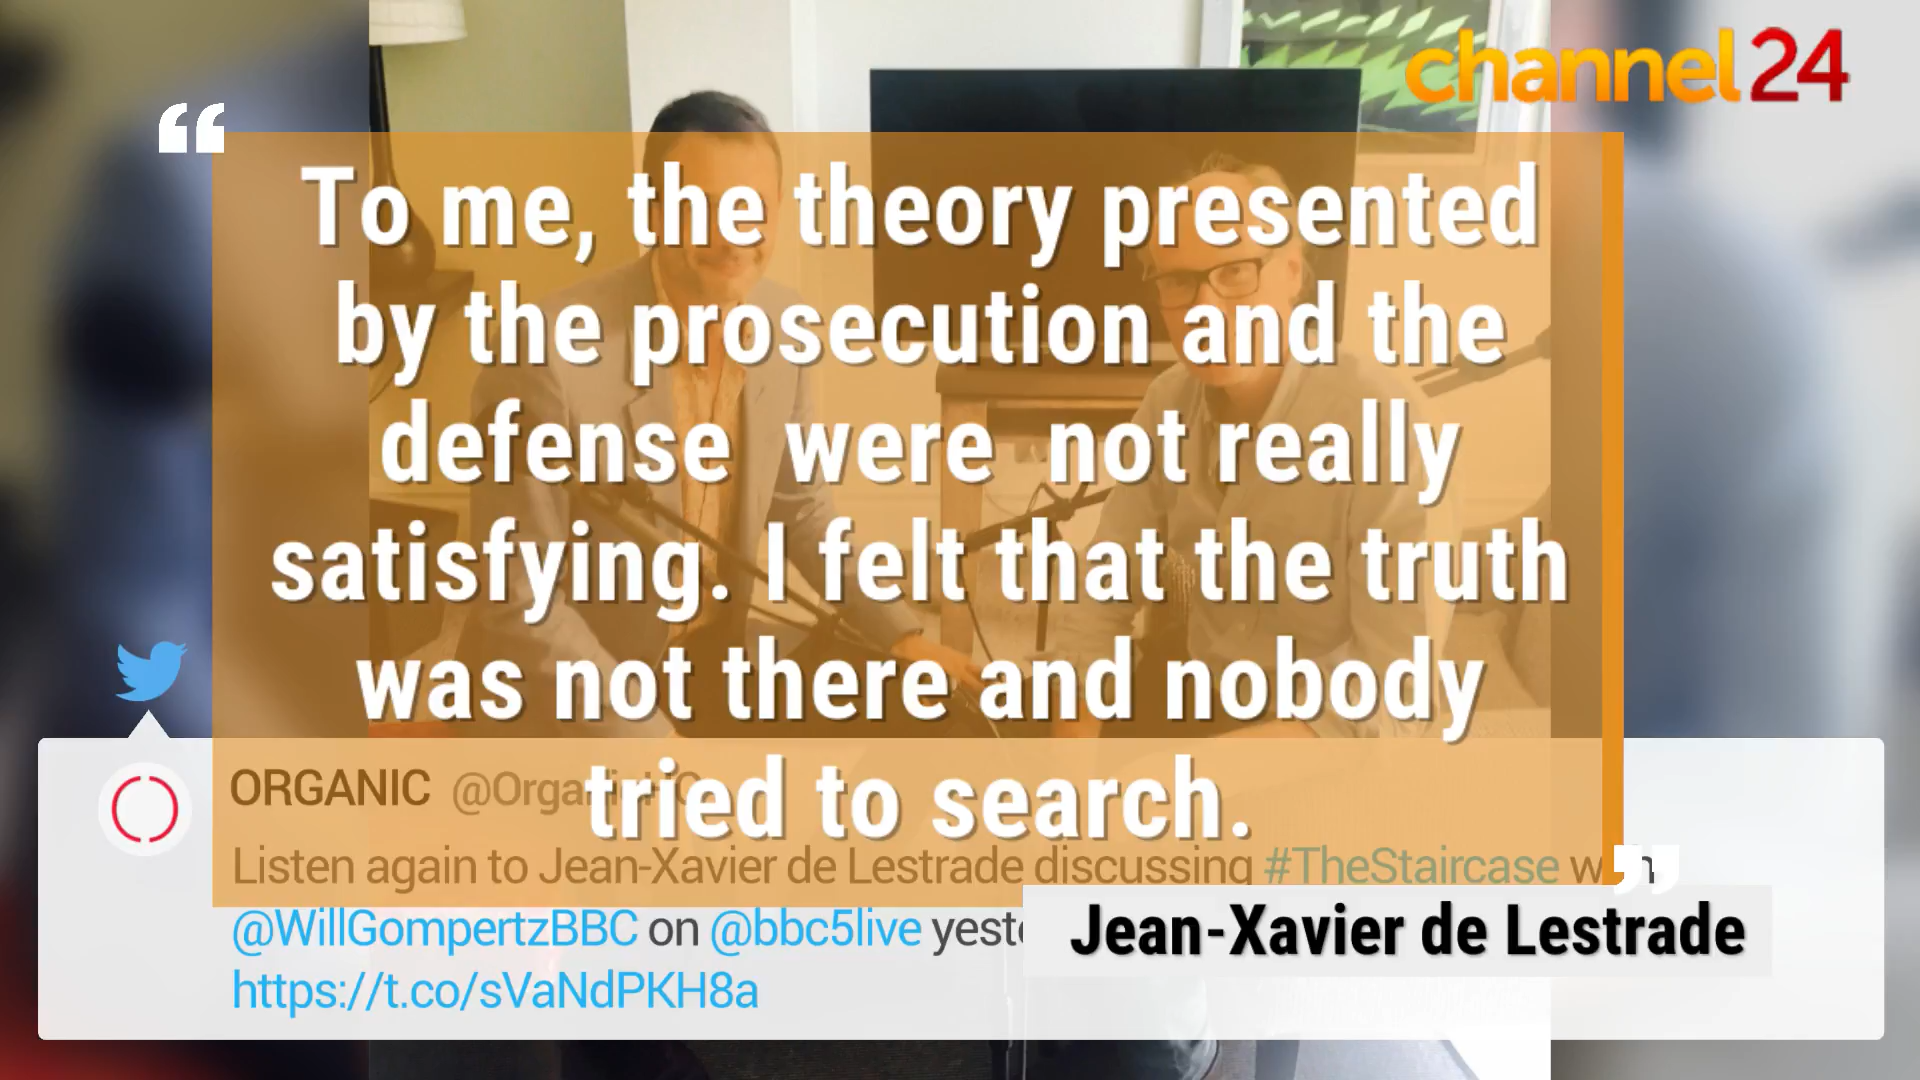 channel24
“
To me, the theory presented
by the prosecution and the
defense were not really
satisfying. I felt that the truth
was not there and nobody
tried to search.
”
Jean-Xavier de Lestrade
ORGANIC
Listen again to Jean-Xavier de Lestrade discussing #TheStaircase
@WillGompertzBBC on @bbc5live
https://t.co/sVaNdPKH8a